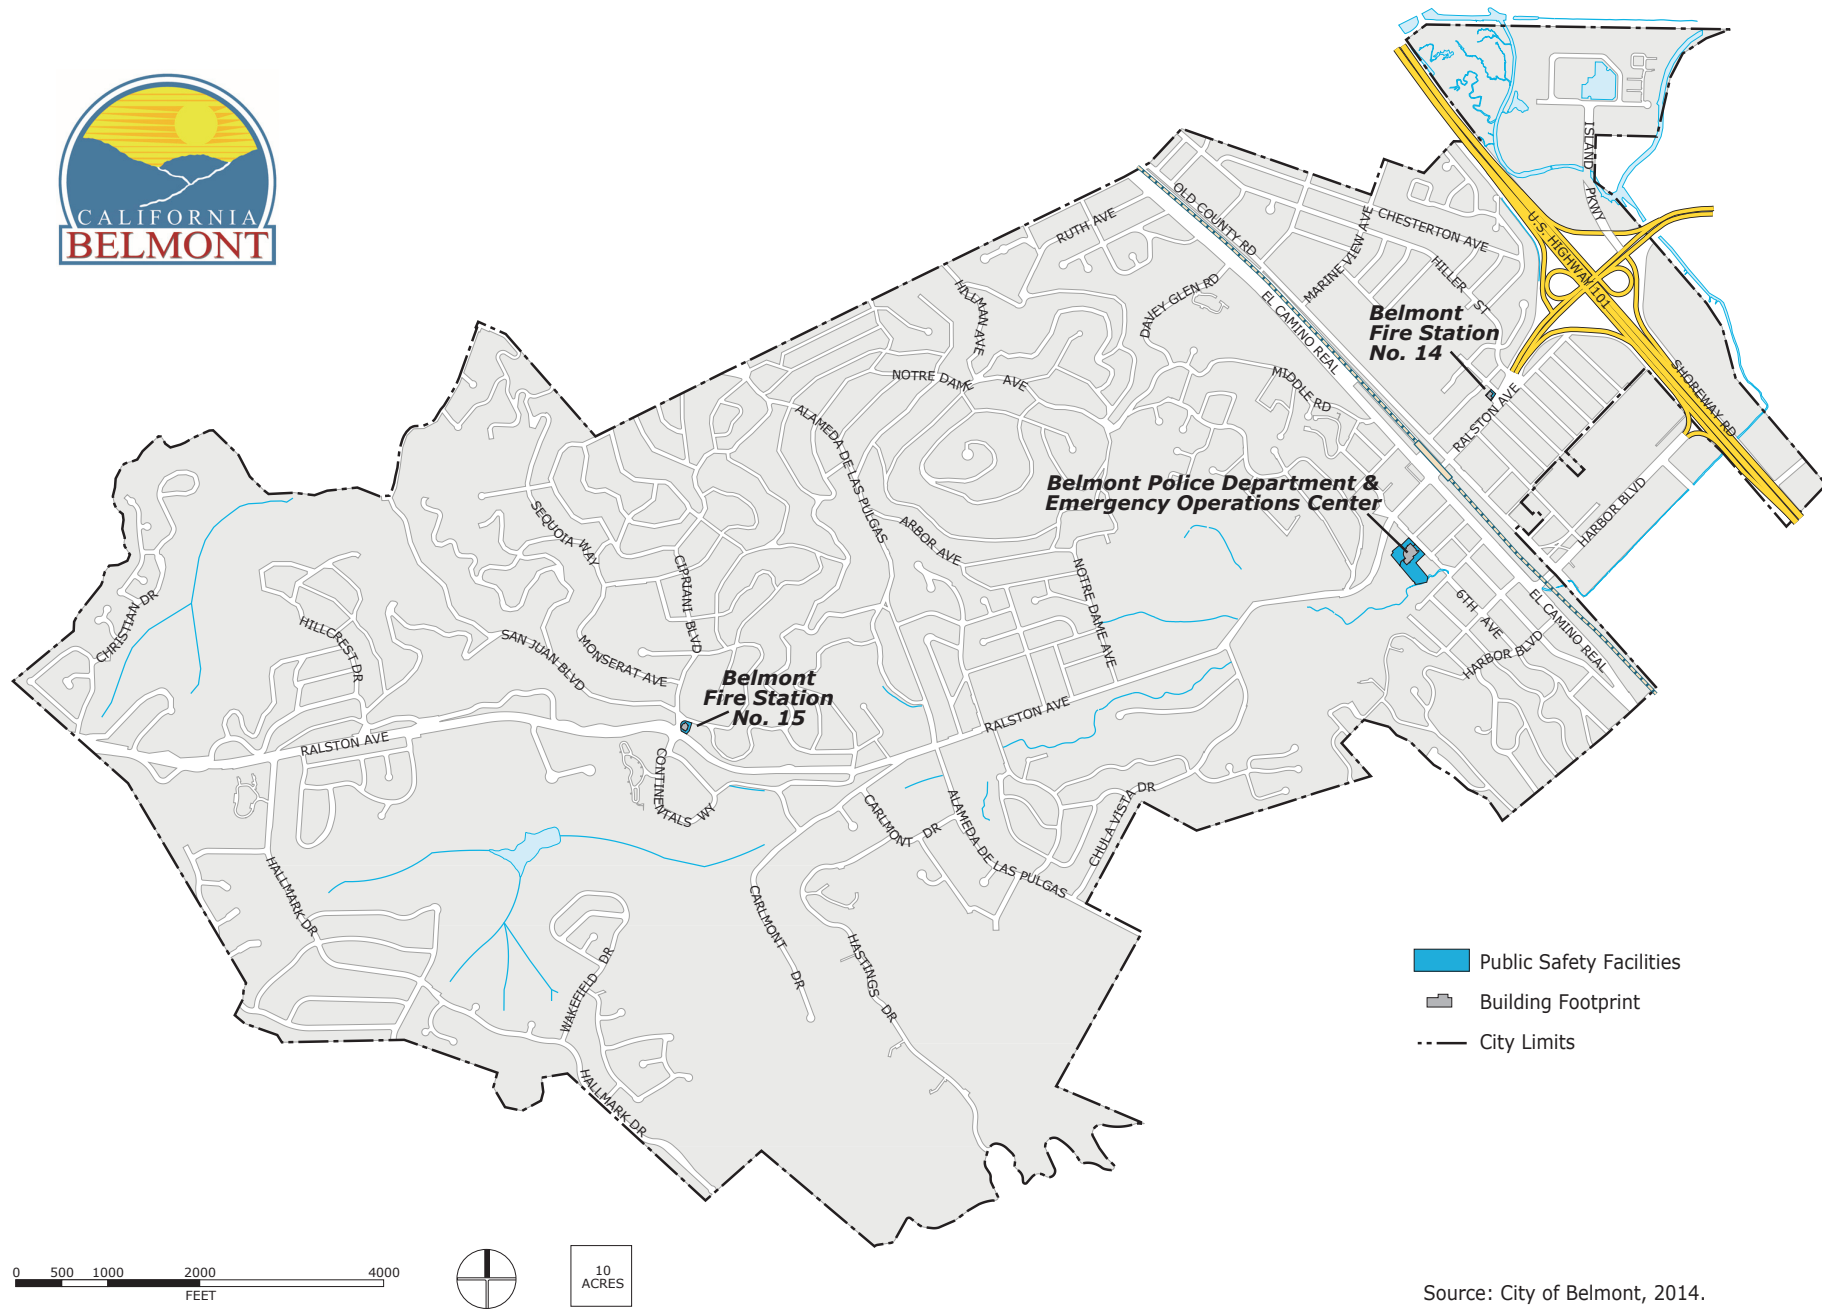 CALIFORNIA
BELMONT
ISLAND PKWY
U.S. HIGHWAY 101
SHOREWAY RD
OLD COUNTY RD
CHESTERTON AVE
MARINE VIEW AVE
HILLER ST
RUTH AVE
DAVEY GLEN RD
EL CAMINO REAL
HILLMAN AVE
Belmont
Fire Station
No. 14
NOTRE DAME AVE
MIDDLE RD
RALSTON AVE
ALAMEDA DE LAS PULGAS
Belmont Police Department &
Emergency Operations Center
HARBOR BLVD
SEQUOIA WAY
ARBOR AVE
CIPRIANI BLVD
NOTRE DAME AVE
6TH AVE
EL CAMINO REAL
HARBOR BLVD
CHRISTIAN DR
HILLCREST DR
SAN JUAN BLVD
MONSERAT AVE
Belmont
Fire Station
No. 15
RALSTON AVE
RALSTON AVE
CONTINENTALS WY
CARLMONT DR
ALAMEDA DE LAS PULGAS
CHULA VISTA DR
HALLMARK DR
CARLMONT DR
HASTINGS DR
WAKEFIELD DR
HALLMARK DR
Public Safety Facilities
Building Footprint
City Limits
0 500 1000 2000 4000
FEET
10
ACRES
Source: City of Belmont, 2014.